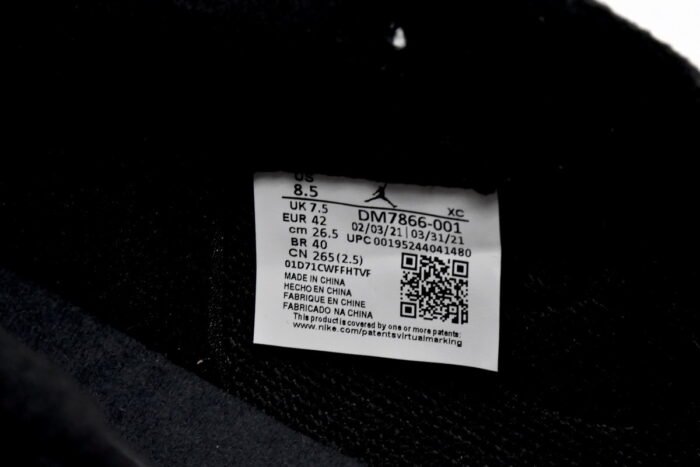 US
8.5
XC
UK 7.5
DM7866-001
EUR 42
02/03/21 | 03/31/21
cm 26.5
UPC 00195244041480
BR 40
CN 265 (2.5)
01D71CWFFHTVF
MADE IN CHINA
HECHO EN CHINA
FABRIQUE EN CHINE
FABRICADO NA CHINA
This product is covered by one or more patents:
www.nike.com/patentsvirtualmarking